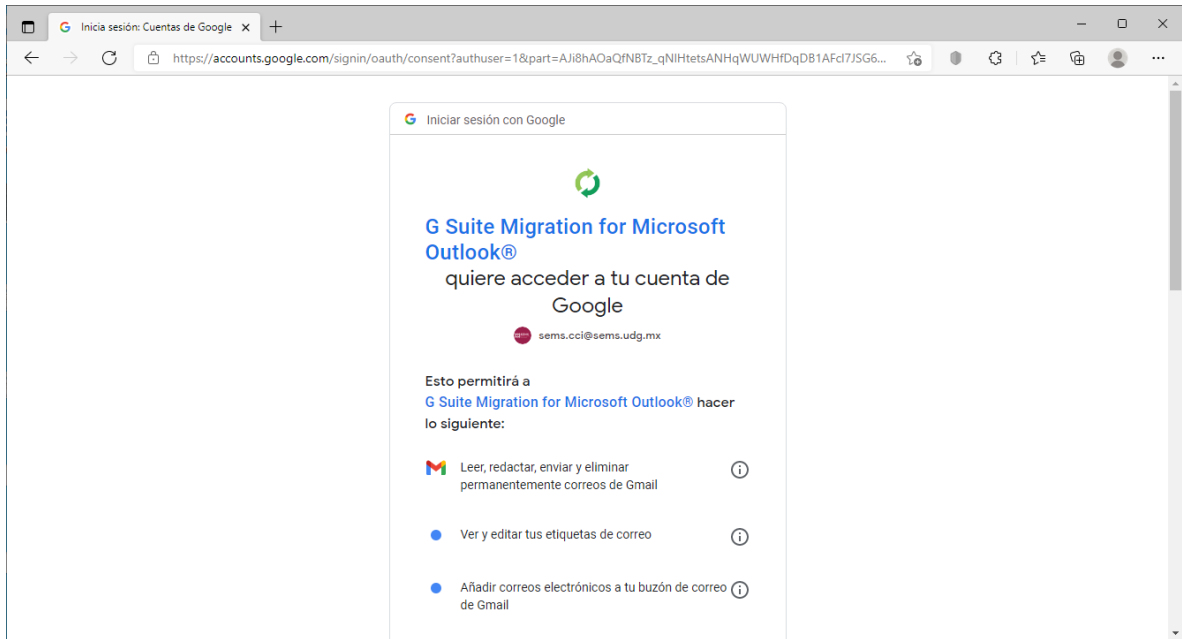 Inicia sesión: Cuentas de Google
https://accounts.google.com/signin/oauth/consent?authuser=1&part=AJi8hAOaQfNBTz_qNlHtetsANHqWUWHfDqDB1AFcI7JSG6...
Iniciar sesión con Google
G Suite Migration for Microsoft
Outlook®
quiere acceder a tu cuenta de
Google
sems.cci@sems.udg.mx
Esto permitirá a
G Suite Migration for Microsoft Outlook® hacer
lo siguiente:
Leer, redactar, enviar y eliminar
permanentemente correos de Gmail
Ver y editar tus etiquetas de correo
Añadir correos electrónicos a tu buzón de correo
de Gmail